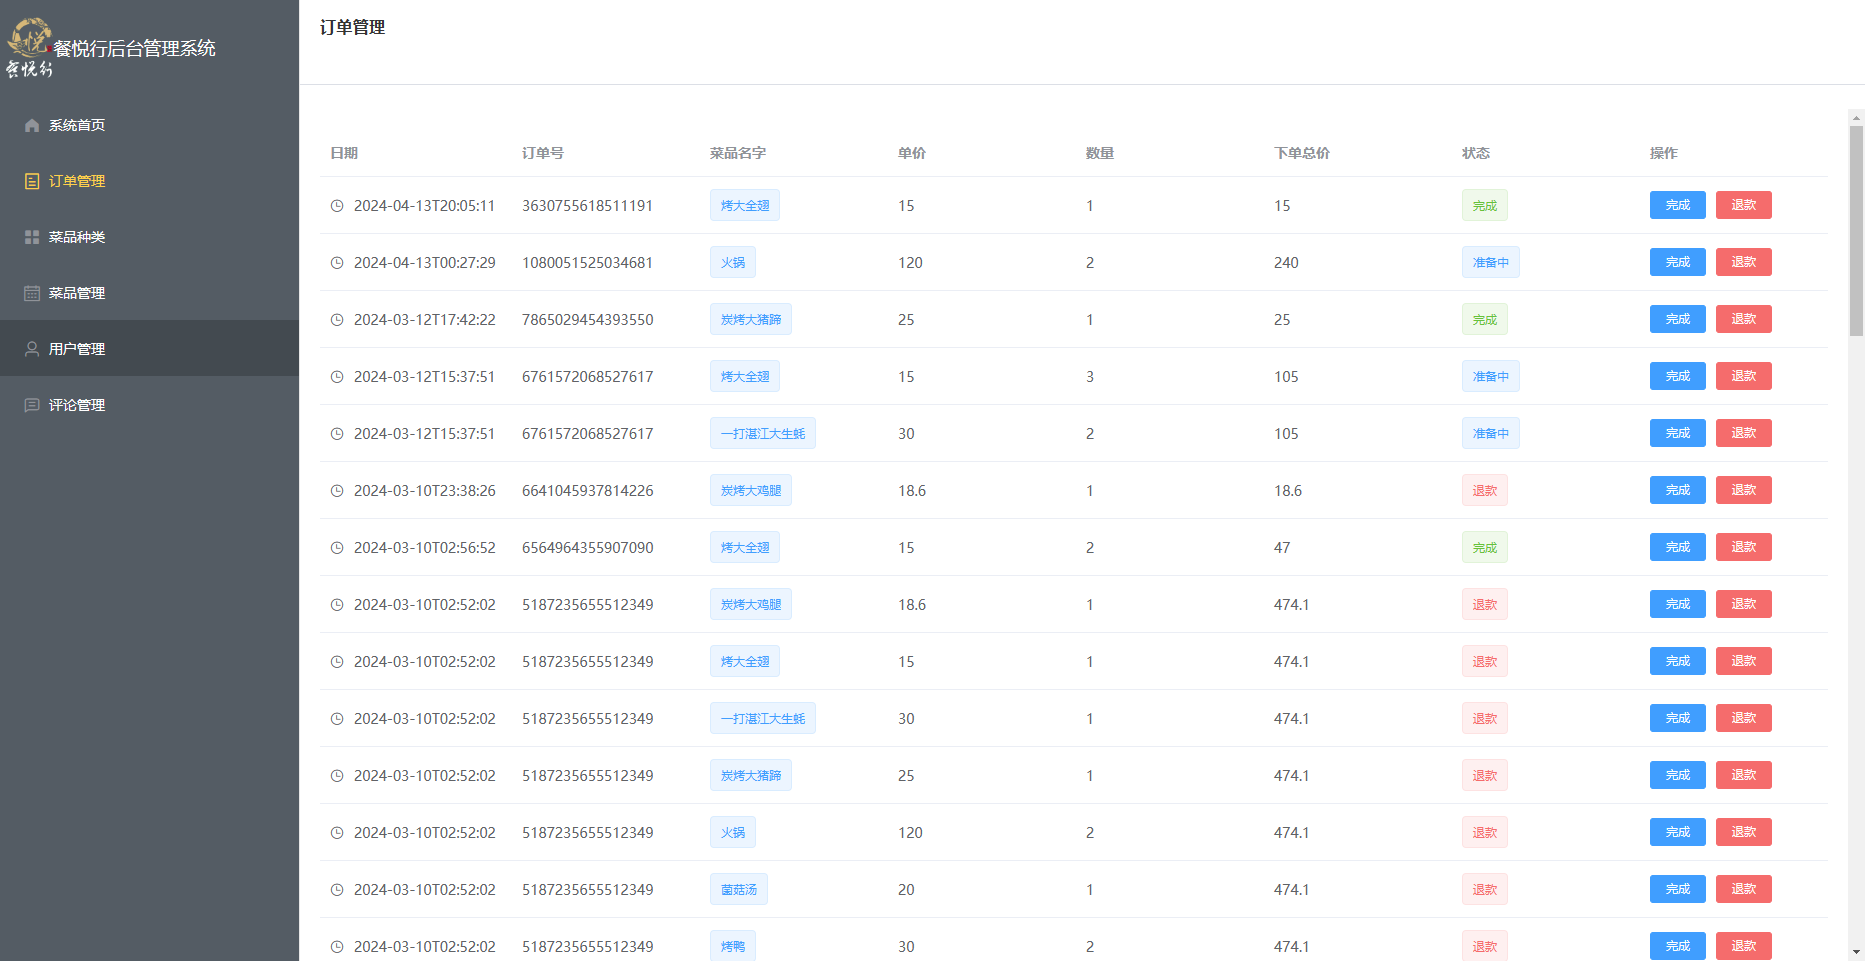 悦
餐悦行
餐悦行后台管理系统
系统首页
订单管理
菜品种类
菜品管理
用户管理
评论管理
订单管理
日期 订单号 菜品名字 单价 数量 下单总价 状态 操作
2024-04-13T20:05:11 3630755618511191 烤大全翅 15 1 15 完成 完成 退款
2024-04-13T00:27:29 1080051525034681 火锅 120 2 240 准备中 完成 退款
2024-03-12T17:42:22 7865029454393550 炭烤大猪蹄 25 1 25 完成 完成 退款
2024-03-12T15:37:51 6761572068527617 烤大全翅 15 3 105 准备中 完成 退款
2024-03-12T15:37:51 6761572068527617 一打湛江大生蚝 30 2 105 准备中 完成 退款
2024-03-10T23:38:26 6641045937814226 炭烤大鸡腿 18.6 1 18.6 退款 完成 退款
2024-03-10T02:56:52 6564964355907090 烤大全翅 15 2 47 完成 完成 退款
2024-03-10T02:52:02 5187235655512349 炭烤大鸡腿 18.6 1 474.1 退款 完成 退款
2024-03-10T02:52:02 5187235655512349 烤大全翅 15 1 474.1 退款 完成 退款
2024-03-10T02:52:02 5187235655512349 一打湛江大生蚝 30 1 474.1 退款 完成 退款
2024-03-10T02:52:02 5187235655512349 炭烤大猪蹄 25 1 474.1 退款 完成 退款
2024-03-10T02:52:02 5187235655512349 火锅 120 2 474.1 退款 完成 退款
2024-03-10T02:52:02 5187235655512349 菌菇汤 20 1 474.1 退款 完成 退款
2024-03-10T02:52:02 5187235655512349 烤鸭 30 2 474.1 退款 完成 退款